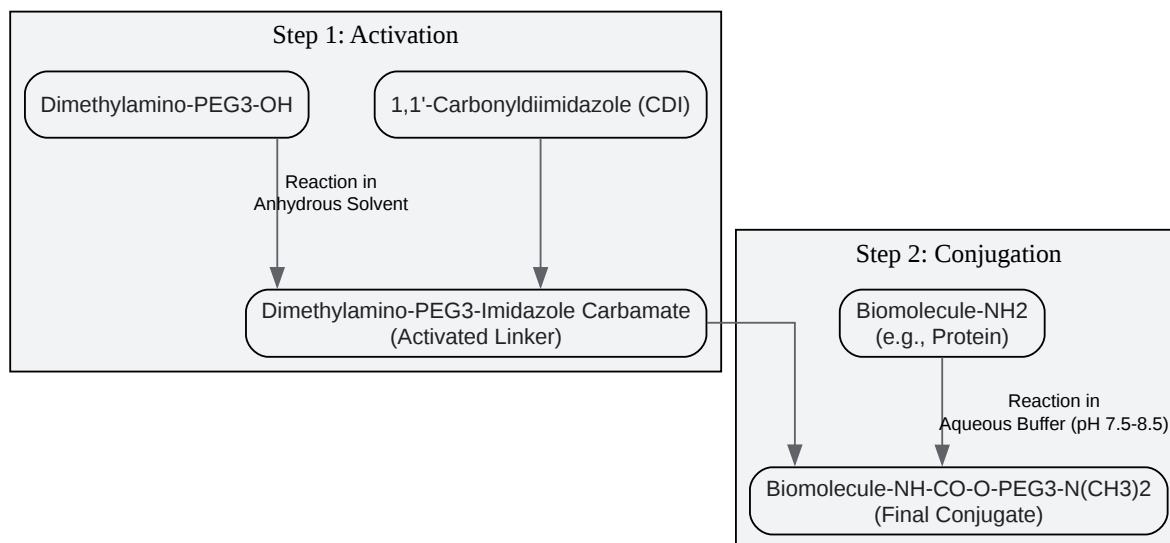 Step 1: Activation
Dimethylamino-PEG3-OH
1,1'-Carbonyldiimidazole (CDI)
Reaction in
Anhydrous Solvent
Dimethylamino-PEG3-Imidazole Carbamate
(Activated Linker)
Step 2: Conjugation
Biomolecule-NH2
(e.g., Protein)
Reaction in
Aqueous Buffer (pH 7.5-8.5)
Biomolecule-NH-CO-O-PEG3-N(CH3)2
(Final Conjugate)